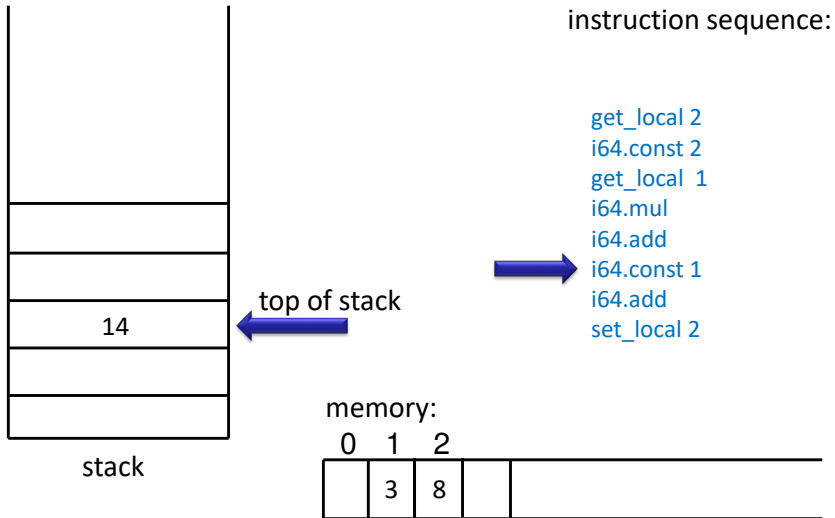 instruction sequence:
get_local 2
i64.const 2
get_local 1
i64.mul
i64.add
i64.const 1
i64.add
set_local 2
top of stack
14
stack
memory:
0 1 2
3 8